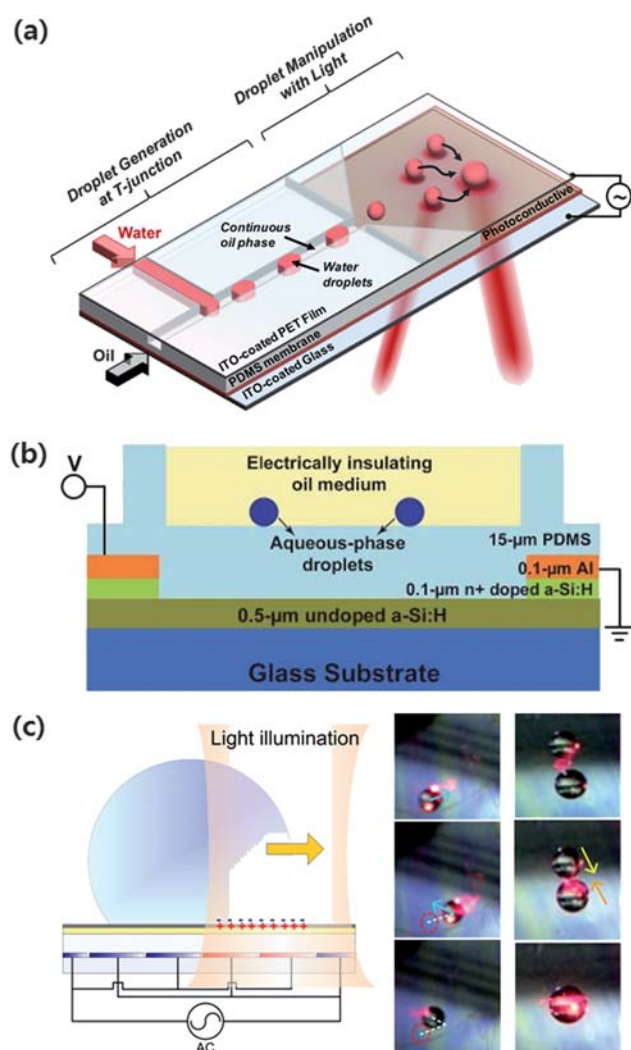 (a)
Droplet Generation
at T-junction
Droplet Manipulation
with Light
Water
Continuous
oil phase
Water
droplets
Photoconductive
Oil
ITO-coated PET Film
PDMS membrane
ITO-coated Glass
~
(b)
V
Electrically insulating
oil medium
Aqueous-phase
droplets
15-μm PDMS
0.1-μm Al
0.1-μm n+ doped a-Si:H
0.5-μm undoped a-Si:H
Glass Substrate
(c)
Light illumination
AC